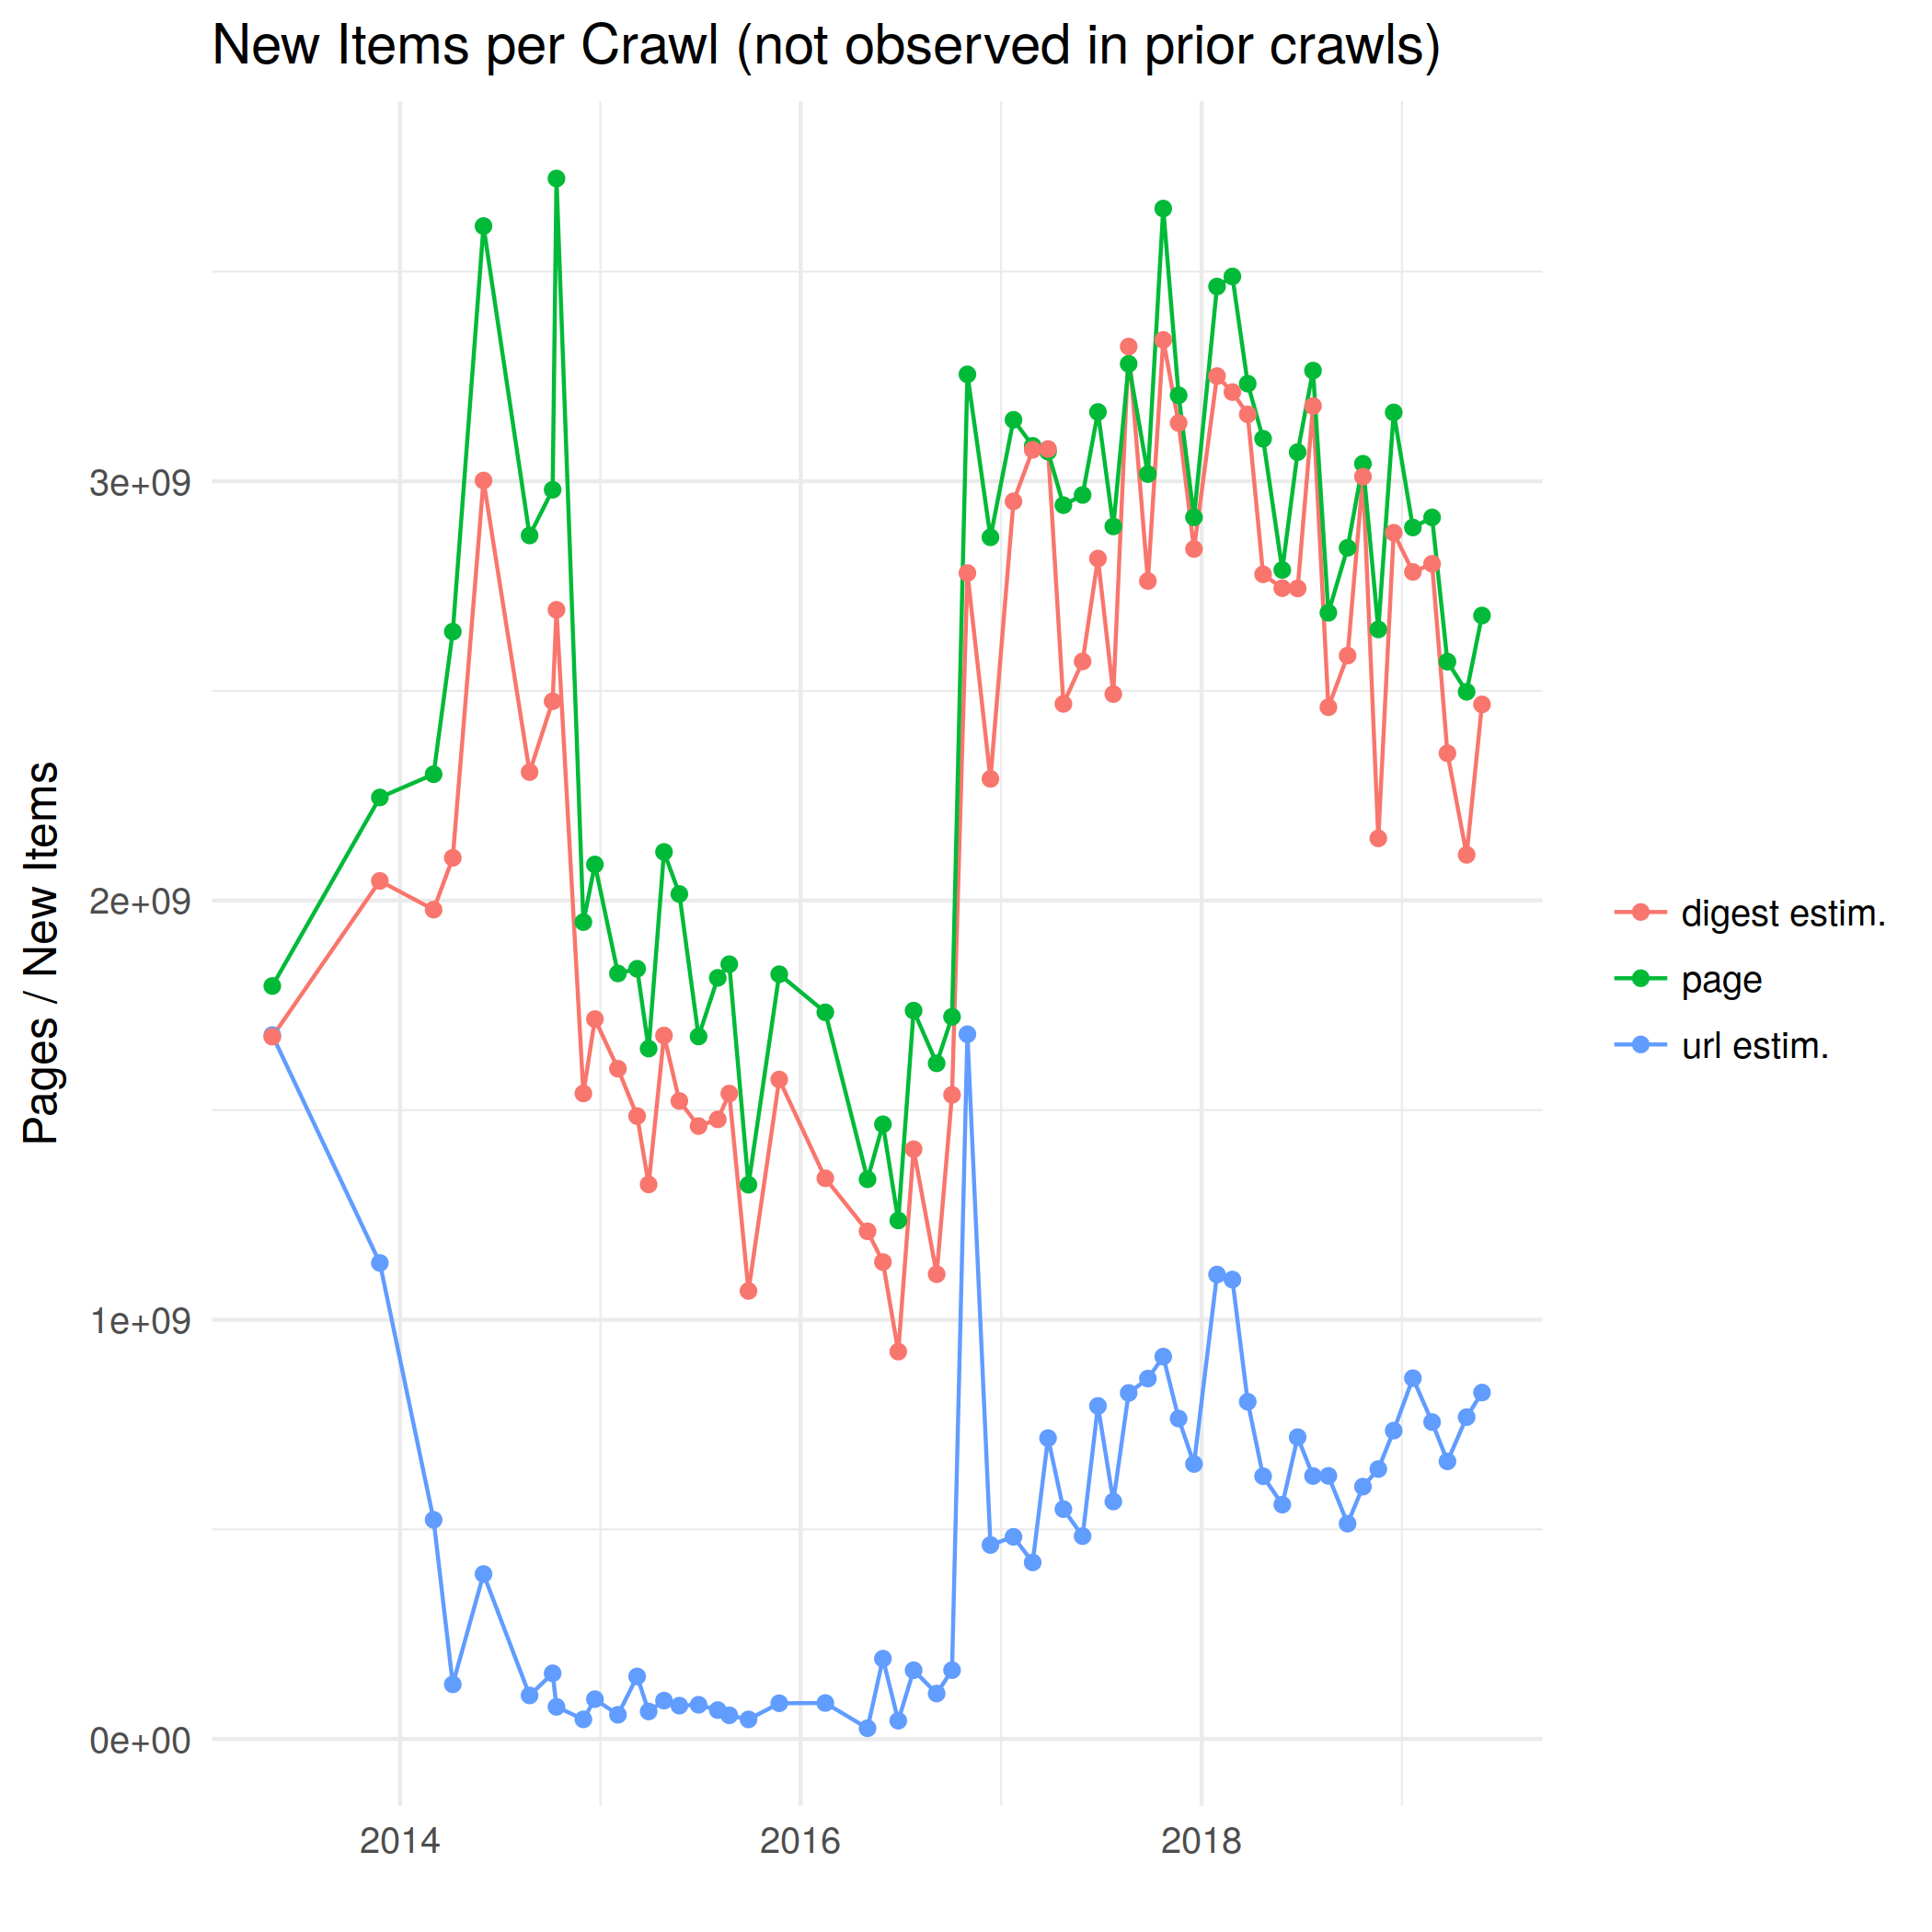 New Items per Crawl (not observed in prior crawls)
Pages / New Items
3e+09
2e+09
1e+09
0e+00
2014
2016
2018
digest estim.
page
url estim.